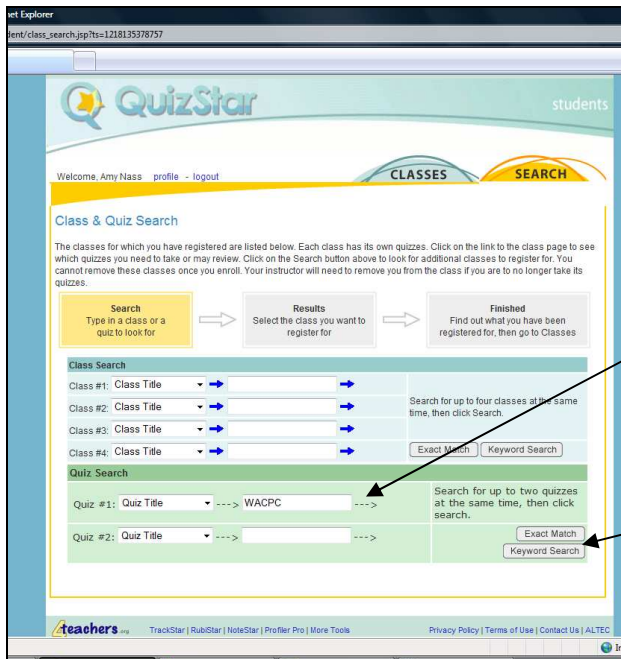 net Explorer
dent/class_search.jsp?ts=1218135378757
QuizStar
students
Welcome, Amy Nass profile - logout
CLASSES
SEARCH
Class & Quiz Search
The classes for which you have registered are listed below. Each class has its own quizzes. Click on the link to the class page to see
which quizzes you need to take or may review. Click on the Search button above to look for additional classes to register for. You
cannot remove these classes once you enroll. Your instructor will need to remove you from the class if you are to no longer take its
quizzes.
Search
Type in a class or a
quiz to look for
Results
Select the class you want to
register for
Finished
Find out what you have been
registered for, then go to Classes
Class Search
Class #1: Class Title
Class #2: Class Title
Class #3: Class Title
Class #4: Class Title
Search for up to four classes at the same
time, then click Search.
Exact Match Keyword Search
Quiz Search
Quiz #1: Quiz Title ---> WACPC --->
Quiz #2: Quiz Title ---> --->
Search for up to two quizzes
at the same time, then click
search.
Exact Match
Keyword Search
4teachers.org TrackStar | RubiStar | NoteStar | Profiler Pro | More Tools Privacy Policy | Terms of Use | Contact Us | ALTEC
In